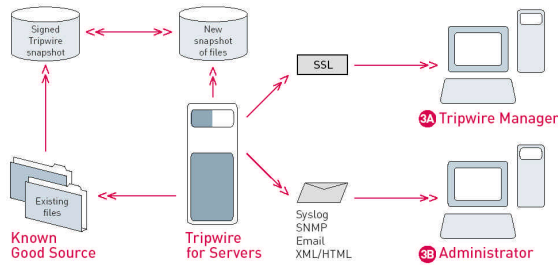 Signed
Tripwire
snapshot
New
snapshot
of files
SSL
3A Tripwire Manager
Existing
files
Known
Good Source
Tripwire
for Servers
Syslog
SNMP
Email
XML/HTML
3B Administrator